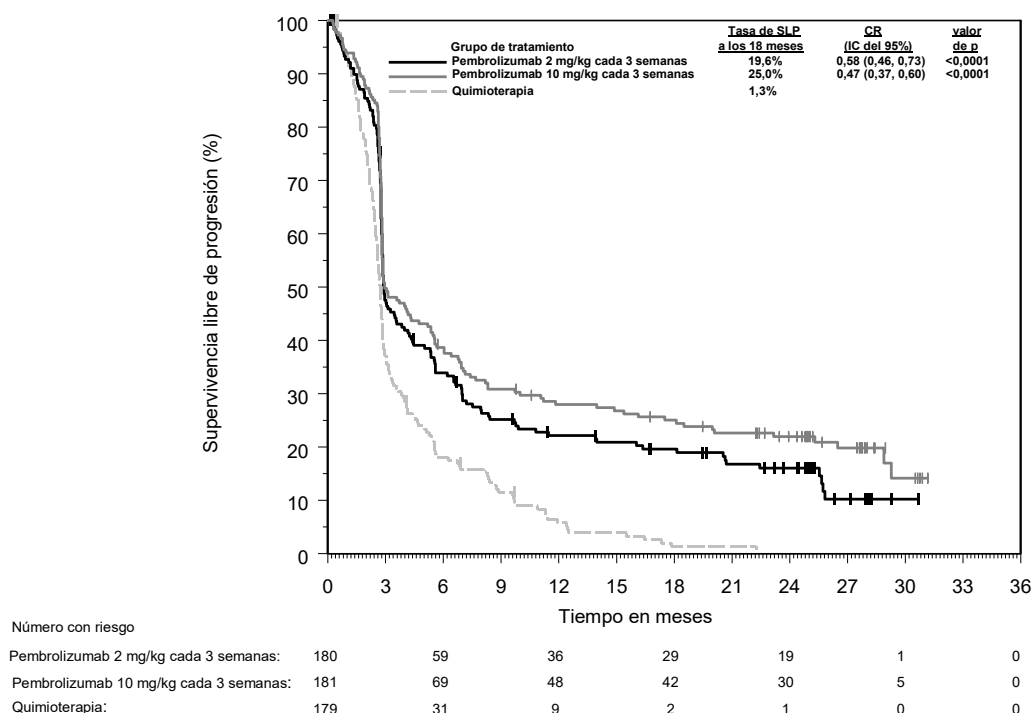 Tasa de SLP CR valor
Grupo de tratamiento a los 18 meses (IC del 95%) de p
Pembrolizumab 2 mg/kg cada 3 semanas 19,6% 0,58 (0,46, 0,73) <0,0001
Pembrolizumab 10 mg/kg cada 3 semanas 25,0% 0,47 (0,37, 0,60) <0,0001
Quimioterapia 1,3%
Supervivencia libre de progresión (%)
100
90
80
70
60
50
40
30
20
10
0
0 3 6 9 12 15 18 21 24 27 30 33 36
Tiempo en meses
Número con riesgo
Pembrolizumab 2 mg/kg cada 3 semanas: 180 59 36 29 19 1 0
Pembrolizumab 10 mg/kg cada 3 semanas: 181 69 48 42 30 5 0
Quimioterapia: 179 31 9 2 1 0 0